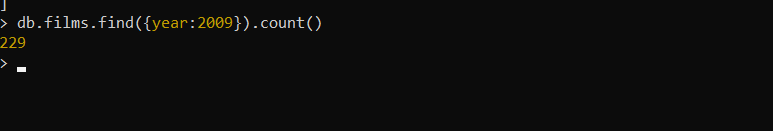 ]
> db.films.find({year:2009}).count()
229
>